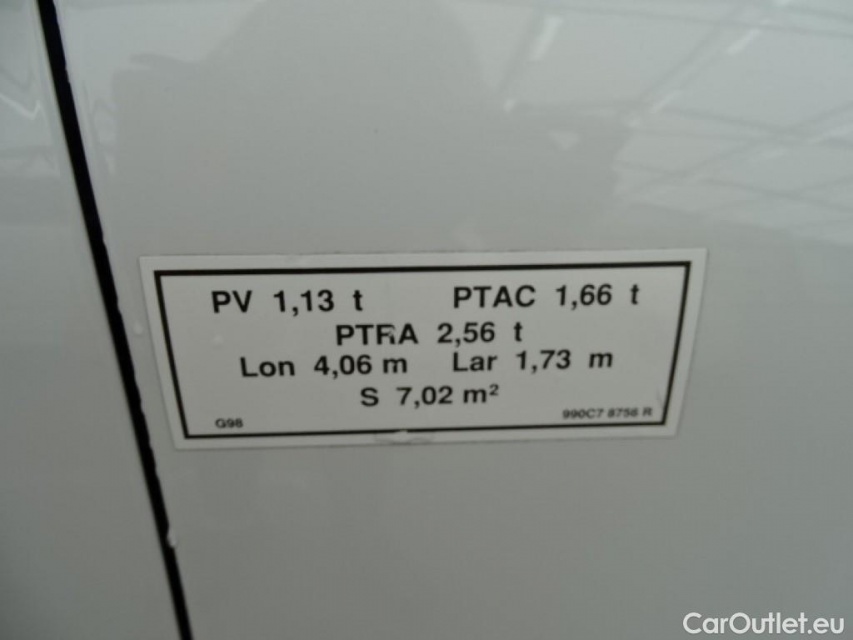 PV 1,13 t PTAC 1,66 t
PTRA 2,56 t
Lon 4,06 m Lar 1,73 m
S 7,02 m²
G98 990C7 8756 R
CarOutlet.eu